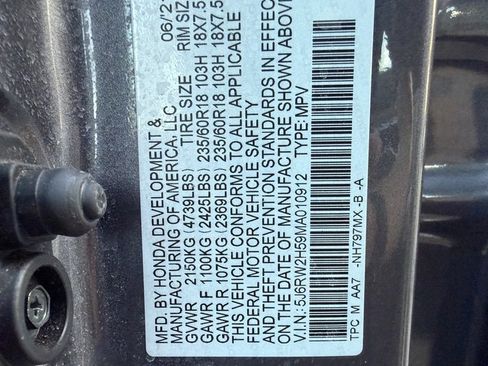 MFD. BY HONDA DEVELOPMENT & 06/2
MANUFACTURING OF AMERICA, LLC
GVWR 2150KG (4739LBS) TIRE SIZE RIM SIZ
GAWR F 1100KG (2425LBS) 235/60R18 103H 18X7.5
GAWR R 1075KG (2369LBS) 235/60R18 103H 18X7.5
THIS VEHICLE CONFORMS TO ALL APPLICABLE
FEDERAL MOTOR VEHICLE SAFETY
AND THEFT PREVENTION STANDARDS IN EFFEC
ON THE DATE OF MANUFACTURE SHOWN ABOV
V.I.N.: 5J6RW2H59MA010912 TYPE: MPV
TPC M AA7 -NH797MX -B -A